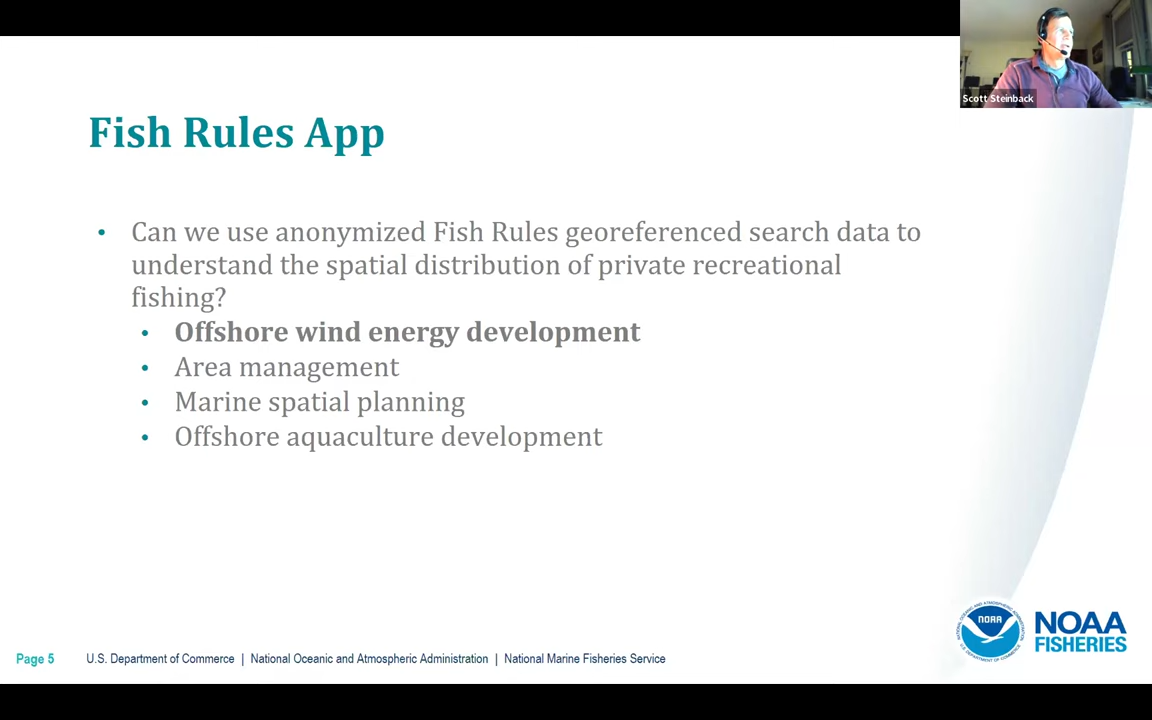 Scott Steinback
Fish Rules App
• Can we use anonymized Fish Rules georeferenced search data to
understand the spatial distribution of private recreational
fishing?
• Offshore wind energy development
• Area management
• Marine spatial planning
• Offshore aquaculture development
NOAA
NOAA
FISHERIES
Page 5 U.S. Department of Commerce | National Oceanic and Atmospheric Administration | National Marine Fisheries Service